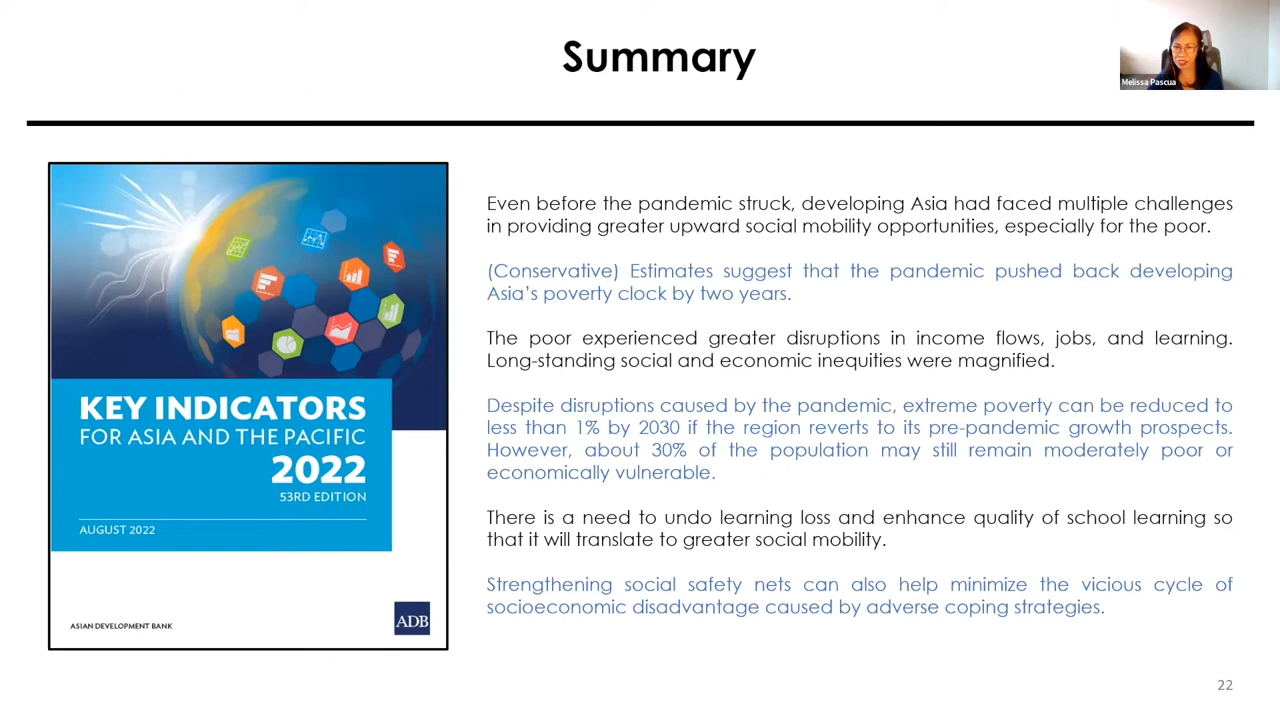 Summary
Melissa Pascua
KEY INDICATORS
FOR ASIA AND THE PACIFIC
2022
53RD EDITION
AUGUST 2022
ASIAN DEVELOPMENT BANK
ADB
Even before the pandemic struck, developing Asia had faced multiple challenges
in providing greater upward social mobility opportunities, especially for the poor.
(Conservative) Estimates suggest that the pandemic pushed back developing
Asia's poverty clock by two years.
The poor experienced greater disruptions in income flows, jobs, and learning.
Long-standing social and economic inequities were magnified.
Despite disruptions caused by the pandemic, extreme poverty can be reduced to
less than 1% by 2030 if the region reverts to its pre-pandemic growth prospects.
However, about 30% of the population may still remain moderately poor or
economically vulnerable.
There is a need to undo learning loss and enhance quality of school learning so
that it will translate to greater social mobility.
Strengthening social safety nets can also help minimize the vicious cycle of
socioeconomic disadvantage caused by adverse coping strategies.
22